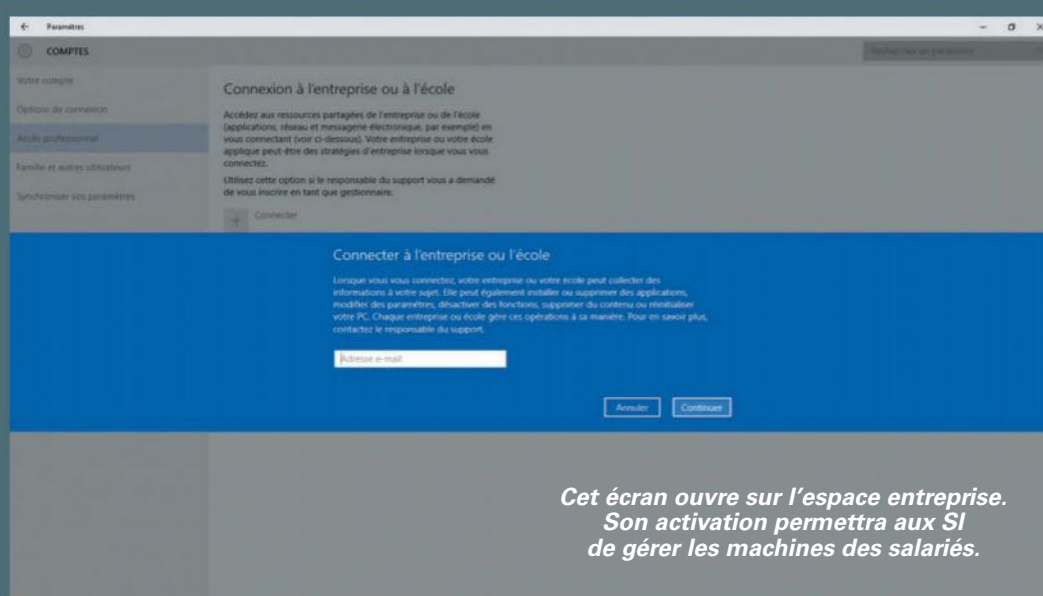 Paramètres
COMPTES
Rechercher un paramètre
Votre compte
Options de connexion
Accès professionnel
Famille et autres utilisateurs
Synchroniser vos paramètres
Connexion à l'entreprise ou à l'école
Accédez aux ressources partagées de l'entreprise ou de l'école
(applications, réseau et messagerie électronique, par exemple) en
vous connectant (voir ci-dessous). Votre entreprise ou votre école
applique peut-être des stratégies d'entreprise lorsque vous vous
connectez.
Utilisez cette option si le responsable du support vous a demandé
de vous inscrire en tant que gestionnaire.
Connecter
Connecter à l'entreprise ou l'école
Lorsque vous vous connectez, votre entreprise ou votre école peut collecter des
informations à votre sujet. Elle peut également installer ou supprimer des applications,
modifier des paramètres, désactiver des fonctions, supprimer du contenu ou réinitialiser
votre PC. Chaque entreprise ou école gère ces opérations à sa manière. Pour en savoir plus,
contactez le responsable du support.
Adresse e-mail
Annuler
Continuer
Cet écran ouvre sur l'espace entreprise.
Son activation permettra aux SI
de gérer les machines des salariés.